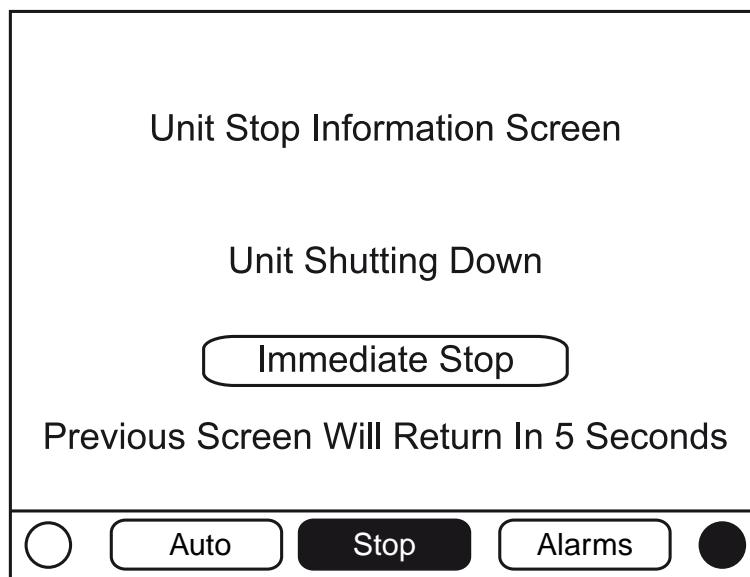 Unit Stop Information Screen
Unit Shutting Down
Immediate Stop
Previous Screen Will Return In 5 Seconds
Auto Stop Alarms